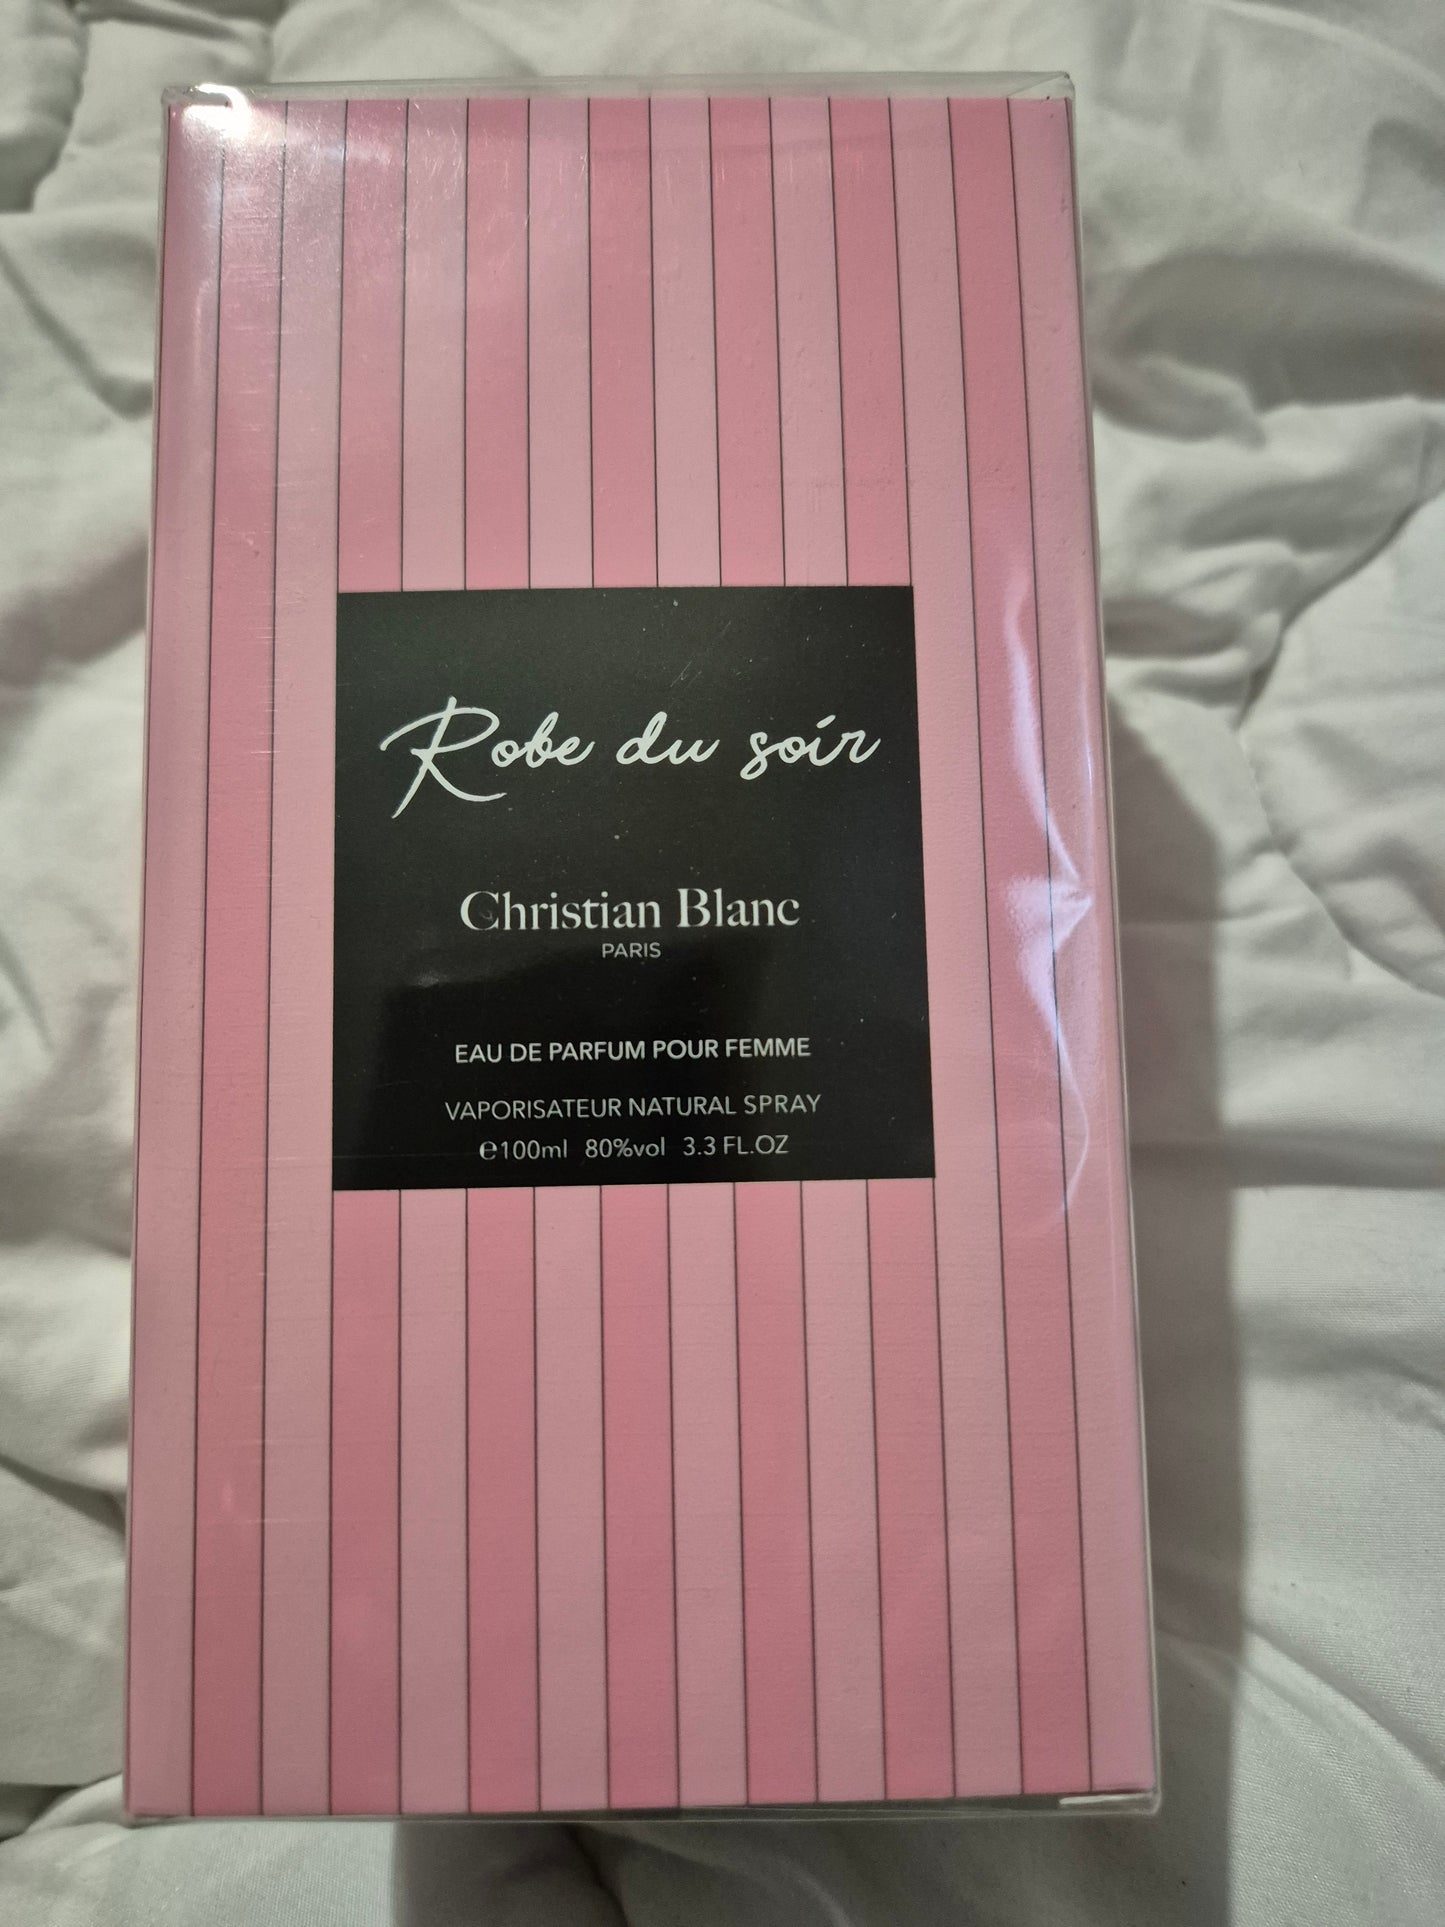 Robe du soir
Christian Blanc
PARIS
EAU DE PARFUM POUR FEMME
VAPORISATEUR NATURAL SPRAY
℮100ml 80%vol 3.3 FL.OZ